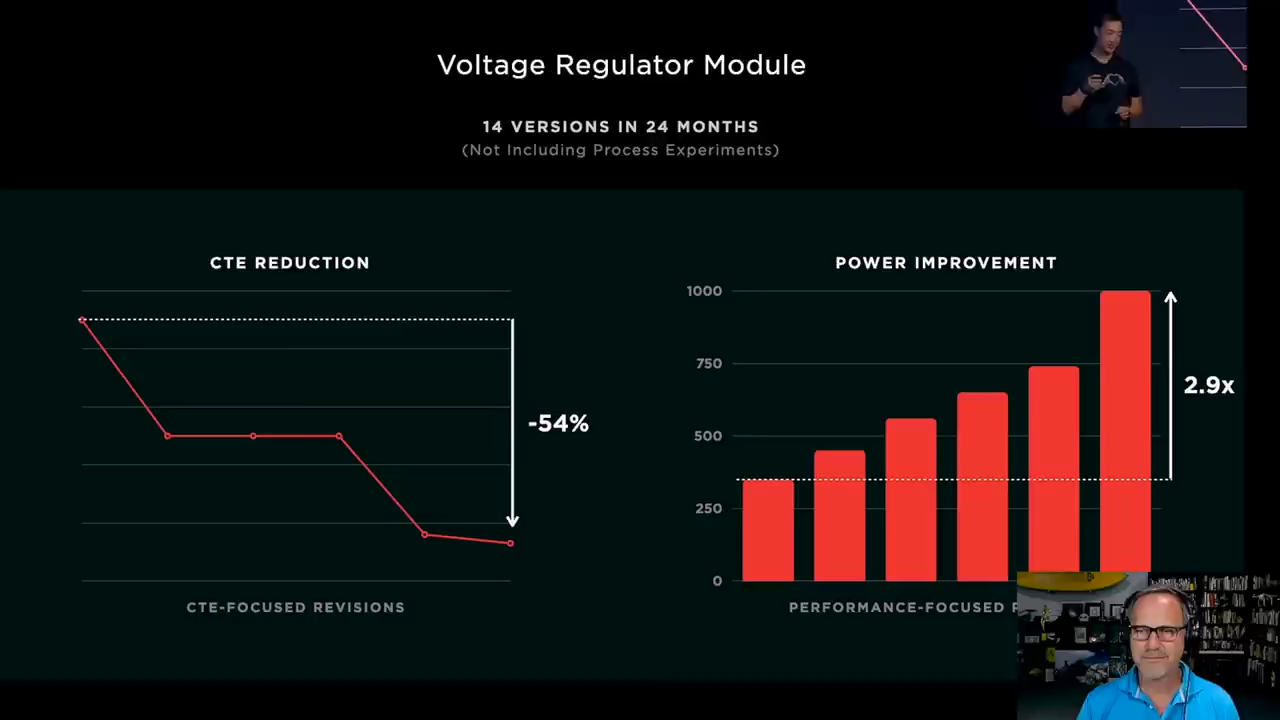 Voltage Regulator Module
14 VERSIONS IN 24 MONTHS
(Not Including Process Experiments)
CTE REDUCTION
-54%
CTE-FOCUSED REVISIONS
POWER IMPROVEMENT
1000
750
500
250
0
2.9x
PERFORMANCE-FOCUSED